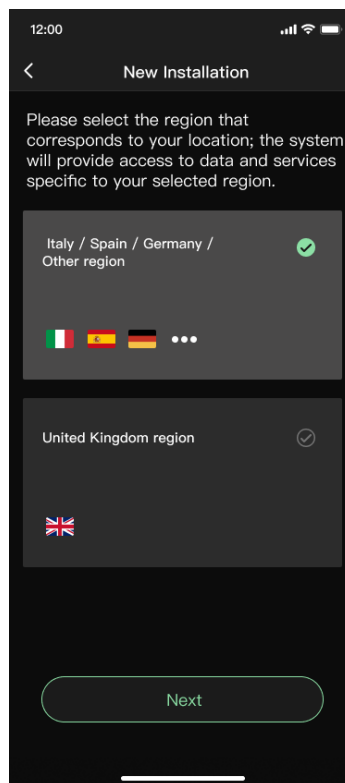 12:00
New Installation
Please select the region that
corresponds to your location; the system
will provide access to data and services
specific to your selected region.
Italy / Spain / Germany /
Other region
United Kingdom region
Next